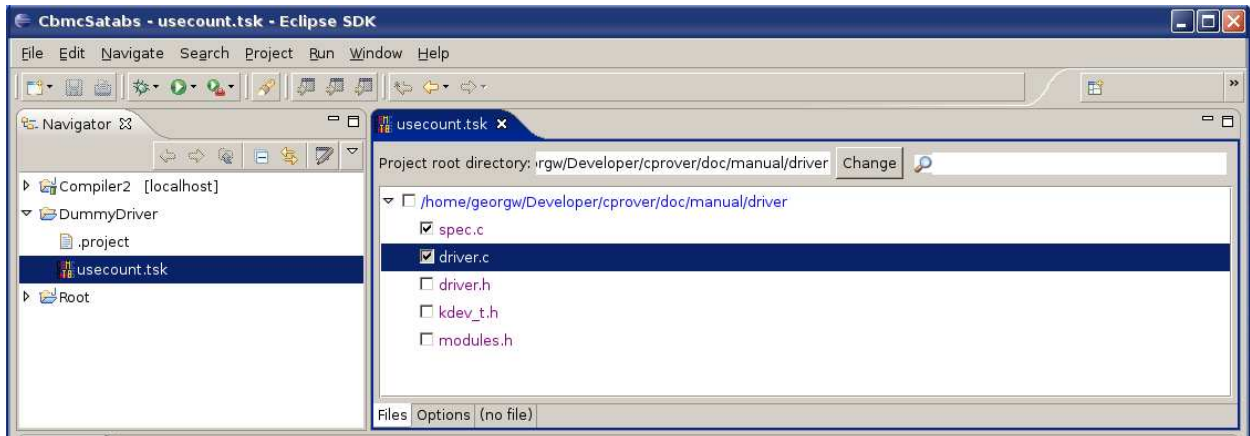 CbmcSatabs - usecount.tsk - Eclipse SDK
File Edit Navigate Search Project Run Window Help
Navigator
usecount.tsk
Project root directory: rgw/Developer/cprover/doc/manual/driver Change
Compiler2 [localhost]
DummyDriver
.project
usecount.tsk
Root
/home/georgw/Developer/cprover/doc/manual/driver
spec.c
driver.c
driver.h
kdev_t.h
modules.h
Files Options (no file)